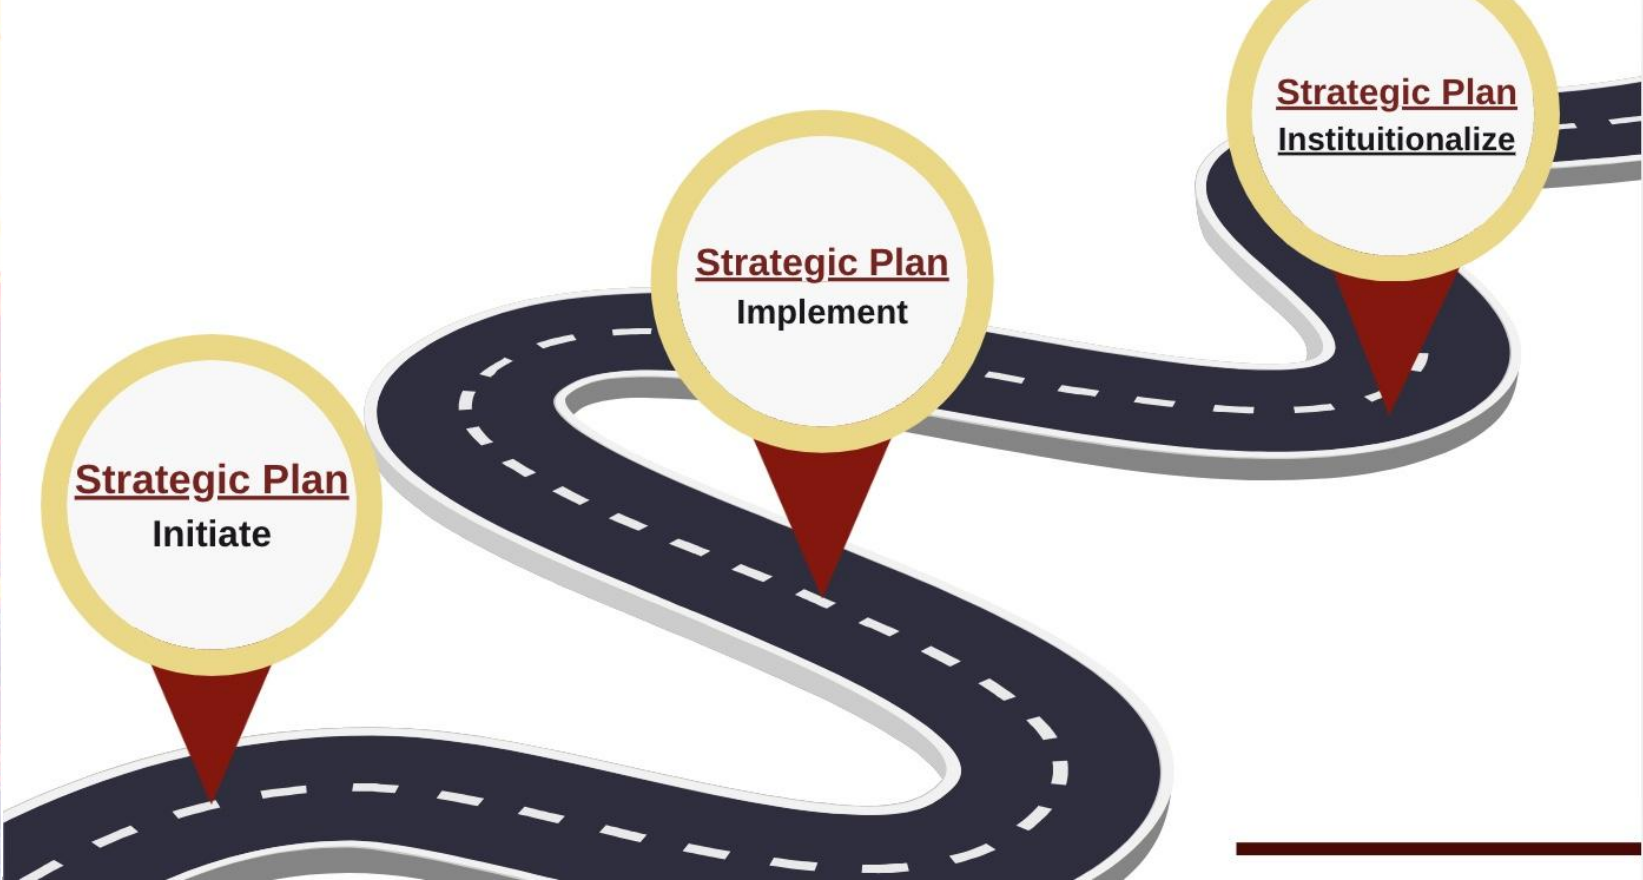 Strategic Plan
Initiate
Strategic Plan
Implement
Strategic Plan
Instituitionalize